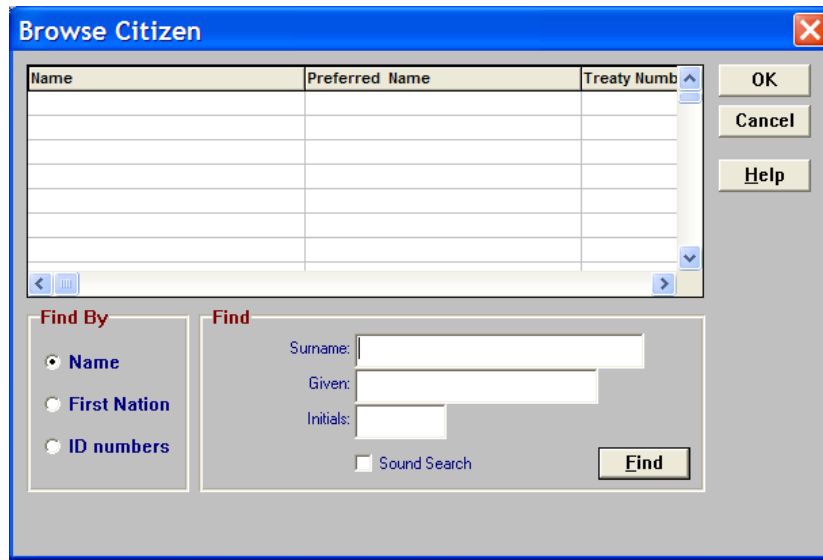 Browse Citizen
Name Preferred Name Treaty Numb
OK
Cancel
Help
Find By
Name
First Nation
ID numbers
Find
Surname:
Given:
Initials:
Sound Search
Find